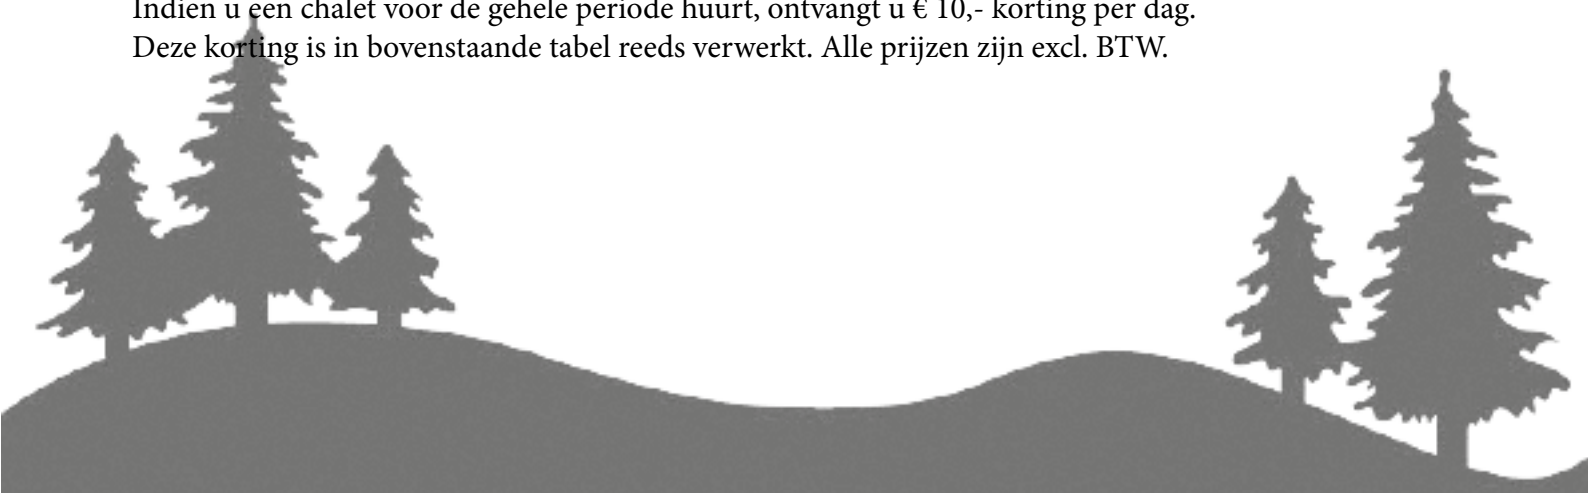 Indien u een chalet voor de gehele periode huurt, ontvangt u € 10,- korting per dag.
Deze korting is in bovenstaande tabel reeds verwerkt. Alle prijzen zijn excl. BTW.